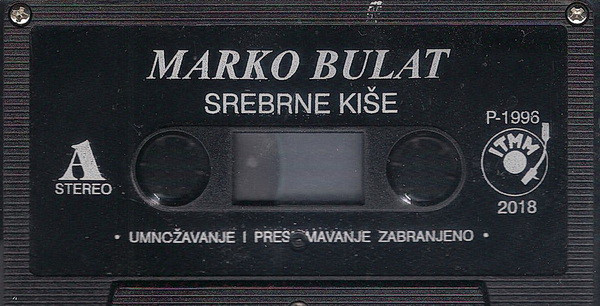 MARKO BULAT
SREBRNE KIŠE
P-1996
ITMM
A
STEREO
2018
• UMNOŽAVANJE I ZABRANJENO •